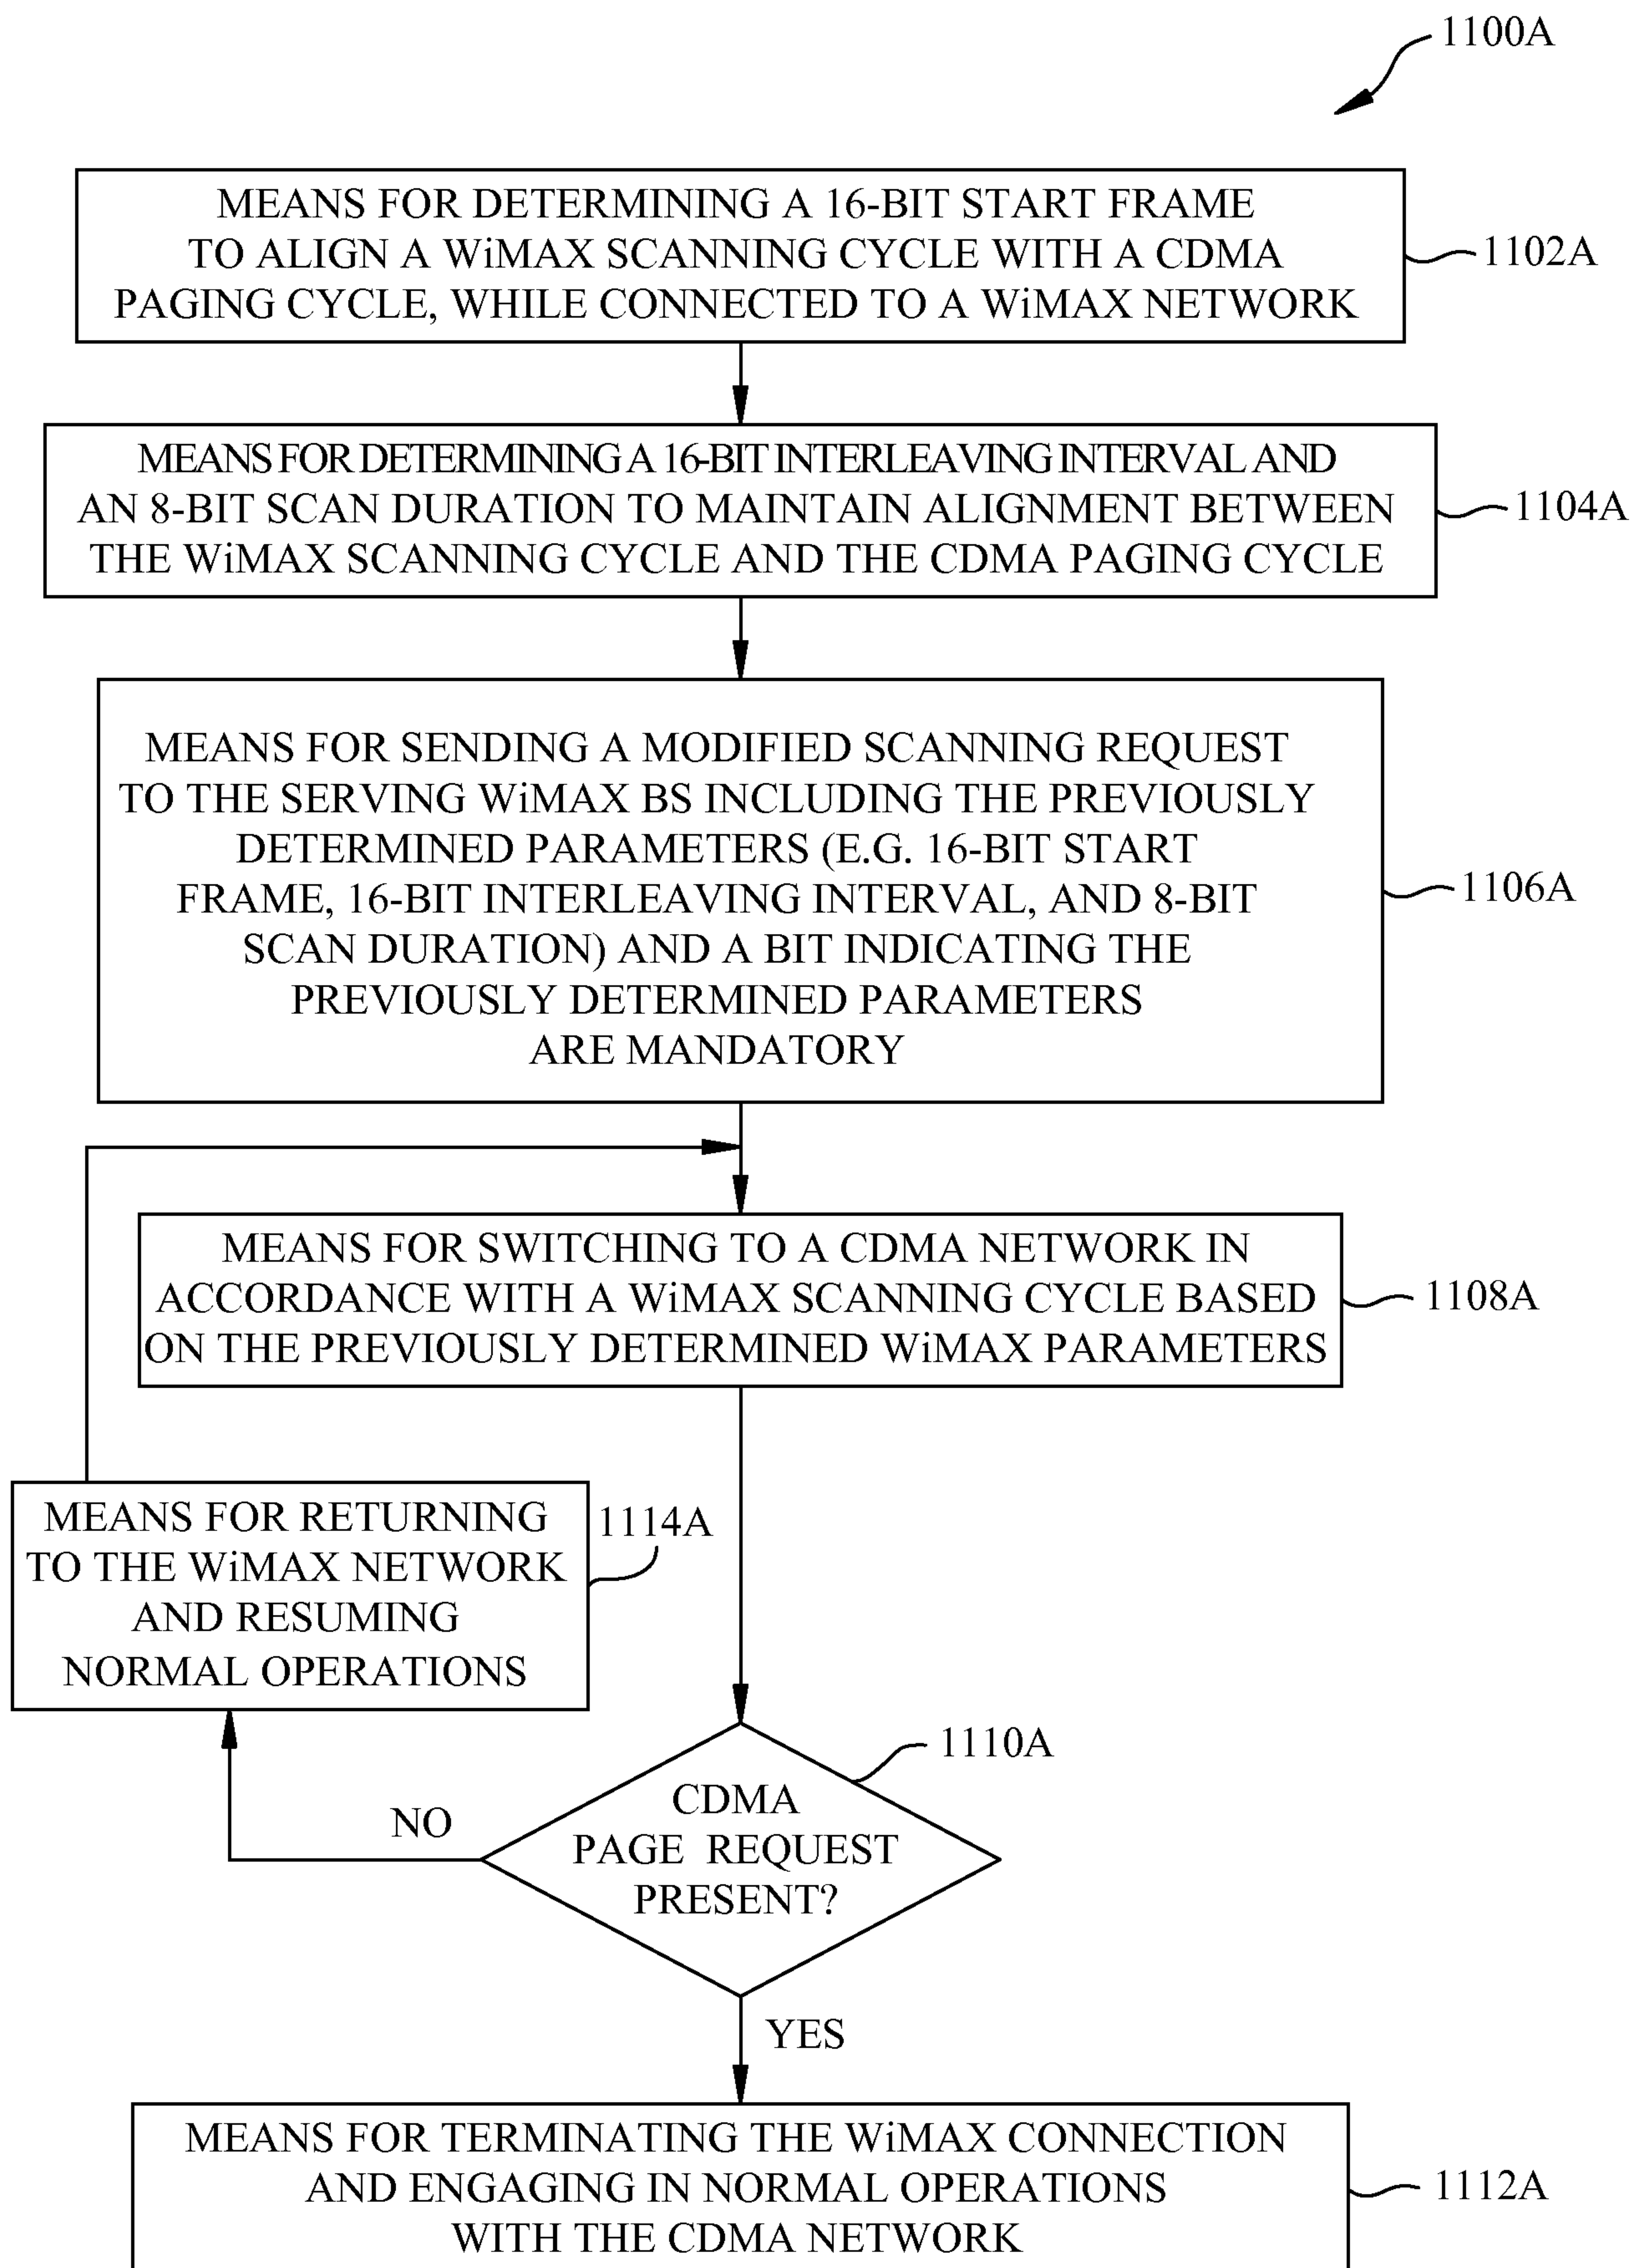 1100A
MEANS FOR DETERMINING A 16-BIT START FRAME
TO ALIGN A WiMAX SCANNING CYCLE WITH A CDMA
PAGING CYCLE, WHILE CONNECTED TO A WiMAX NETWORK
1102A
MEANS FOR DETERMINING A 16-BIT INTERLEAVING INTERVAL AND
AN 8-BIT SCAN DURATION TO MAINTAIN ALIGNMENT BETWEEN
THE WiMAX SCANNING CYCLE AND THE CDMA PAGING CYCLE
1104A
MEANS FOR SENDING A MODIFIED SCANNING REQUEST
TO THE SERVING WiMAX BS INCLUDING THE PREVIOUSLY
DETERMINED PARAMETERS (E.G. 16-BIT START
FRAME, 16-BIT INTERLEAVING INTERVAL, AND 8-BIT
SCAN DURATION) AND A BIT INDICATING THE
PREVIOUSLY DETERMINED PARAMETERS
ARE MANDATORY
1106A
MEANS FOR SWITCHING TO A CDMA NETWORK IN
ACCORDANCE WITH A WiMAX SCANNING CYCLE BASED
ON THE PREVIOUSLY DETERMINED WiMAX PARAMETERS
1108A
MEANS FOR RETURNING
TO THE WiMAX NETWORK
AND RESUMING
NORMAL OPERATIONS
1114A
CDMA
PAGE REQUEST
PRESENT?
1110A
NO
YES
MEANS FOR TERMINATING THE WiMAX CONNECTION
AND ENGAGING IN NORMAL OPERATIONS
WITH THE CDMA NETWORK
1112A